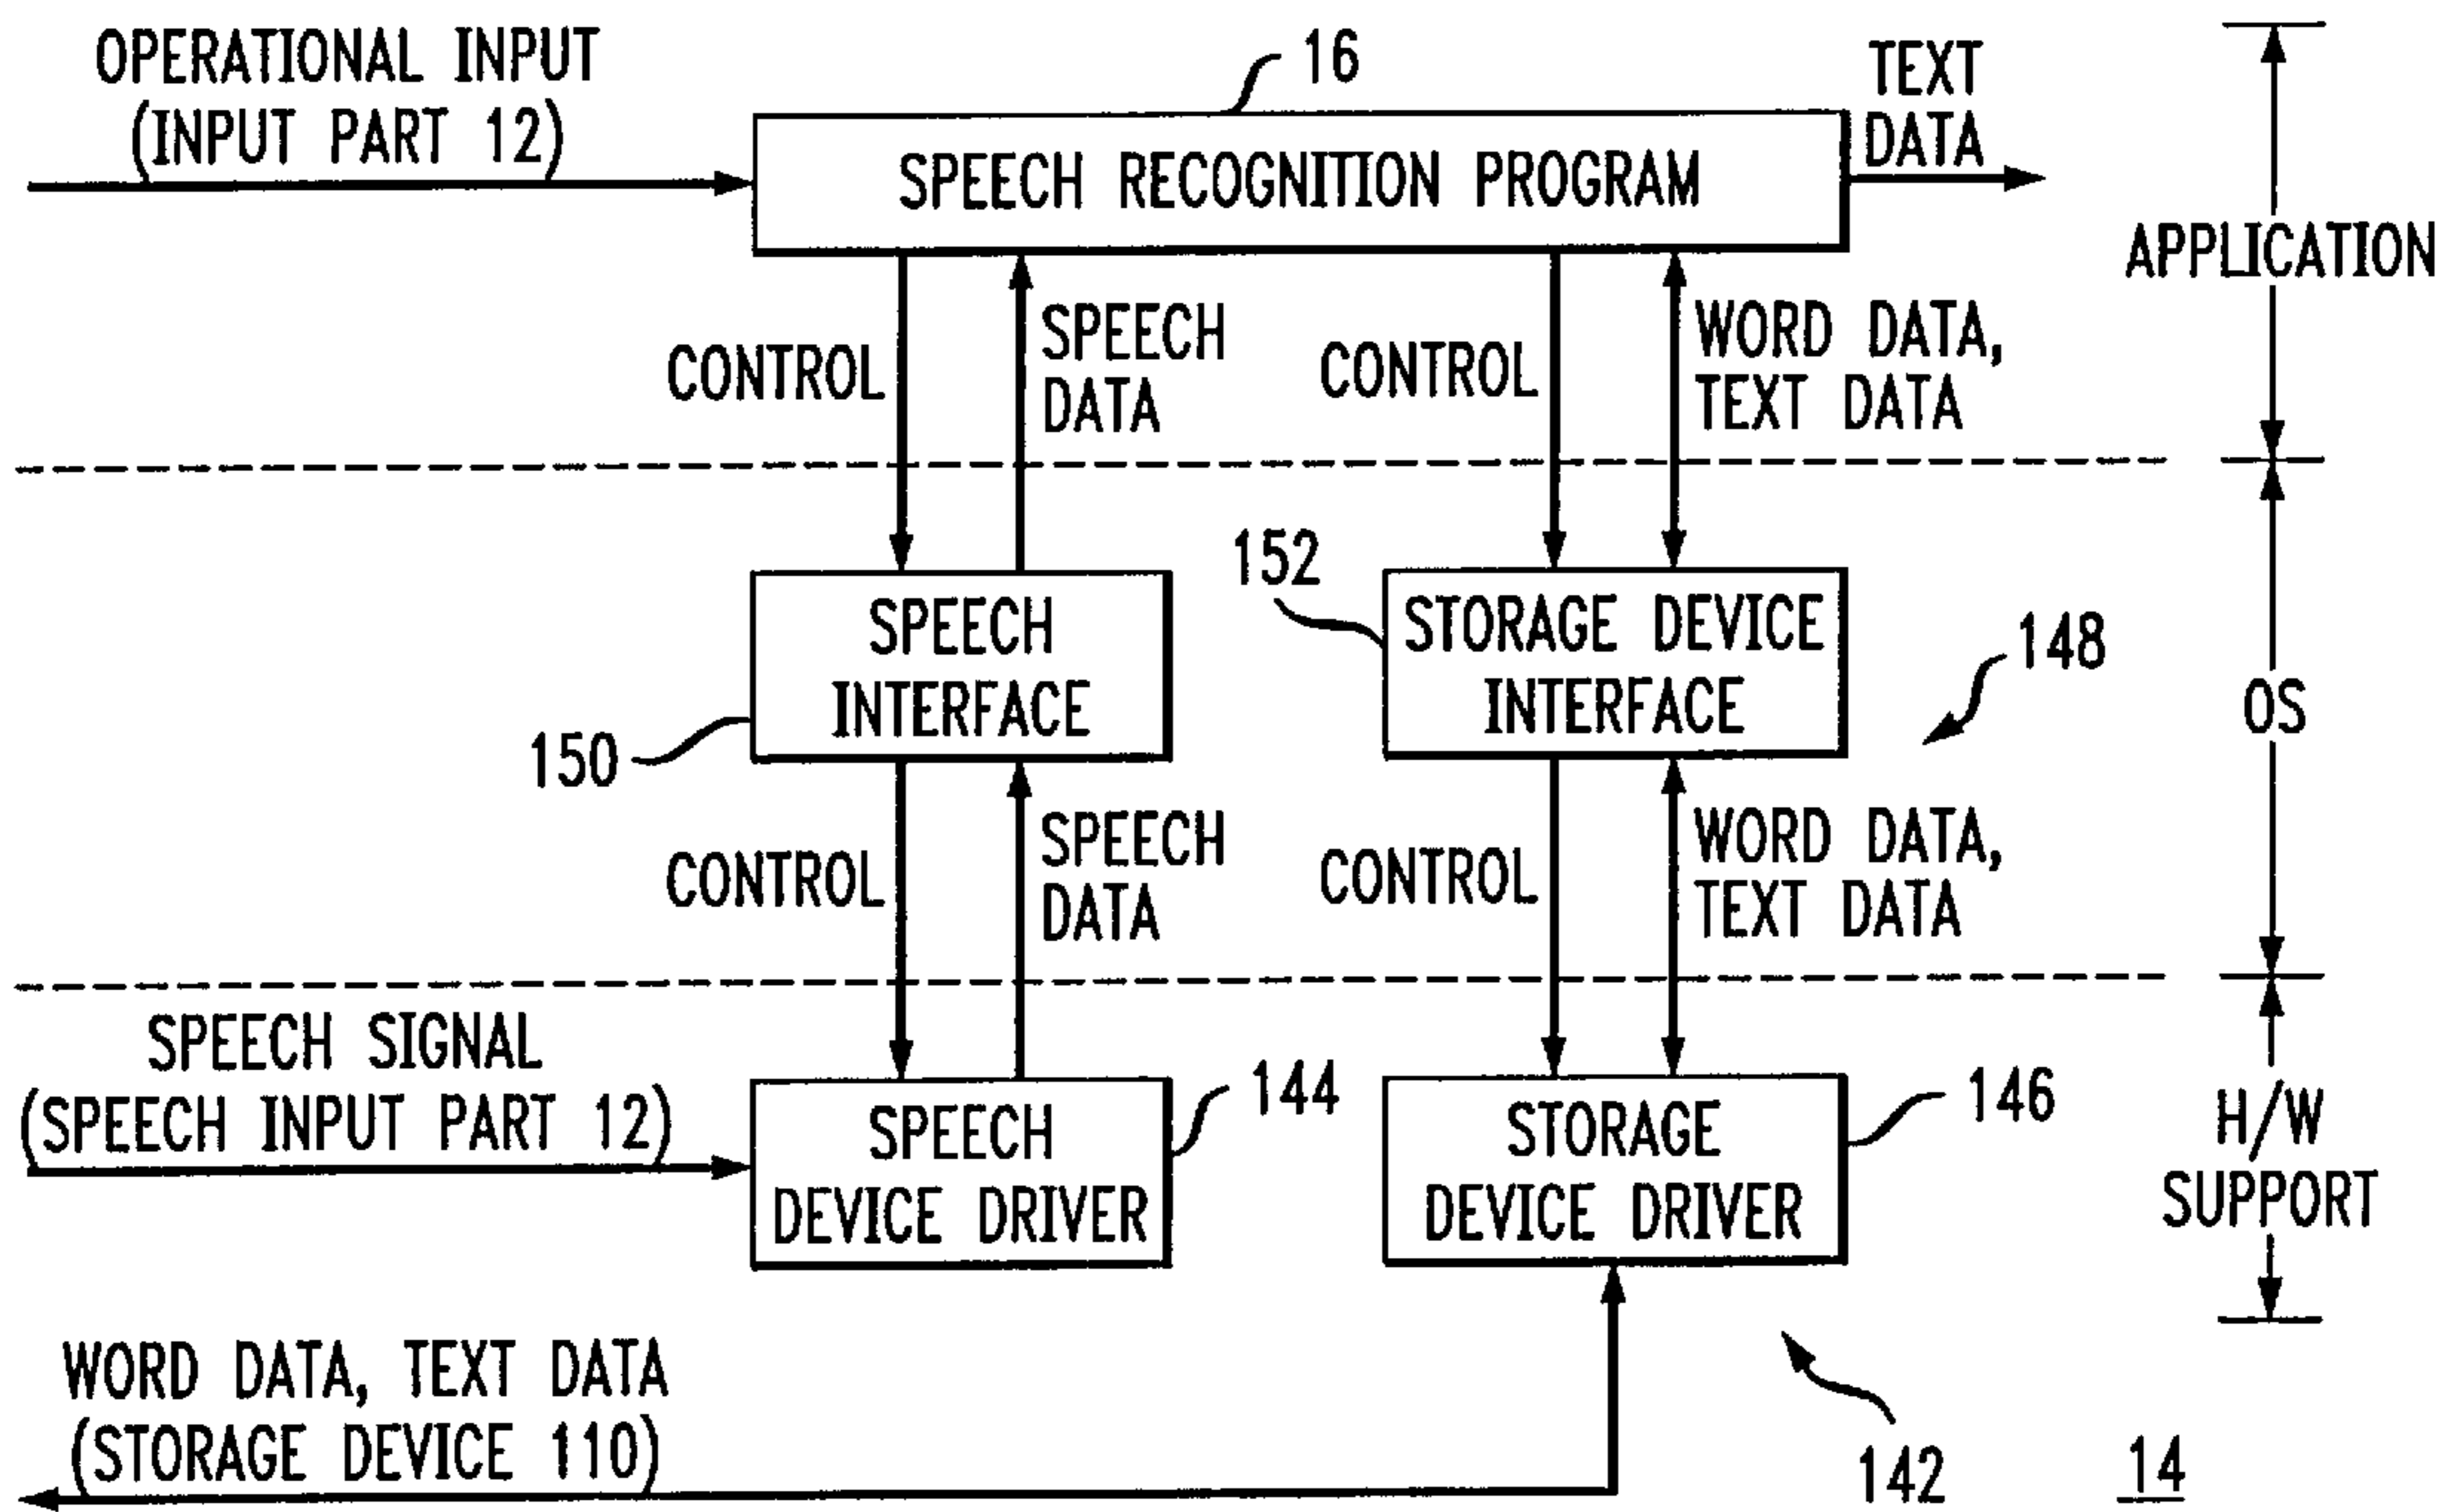 OPERATIONAL INPUT
(INPUT PART 12)
16
TEXT
DATA
SPEECH RECOGNITION PROGRAM
APPLICATION
CONTROL
SPEECH
DATA
CONTROL
WORD DATA,
TEXT DATA
152
SPEECH
INTERFACE
STORAGE DEVICE
INTERFACE
148
OS
150
CONTROL
SPEECH
DATA
CONTROL
WORD DATA,
TEXT DATA
SPEECH SIGNAL
(SPEECH INPUT PART 12)
SPEECH
DEVICE DRIVER
144
STORAGE
DEVICE DRIVER
146
H/W
SUPPORT
WORD DATA, TEXT DATA
(STORAGE DEVICE 110)
142
14